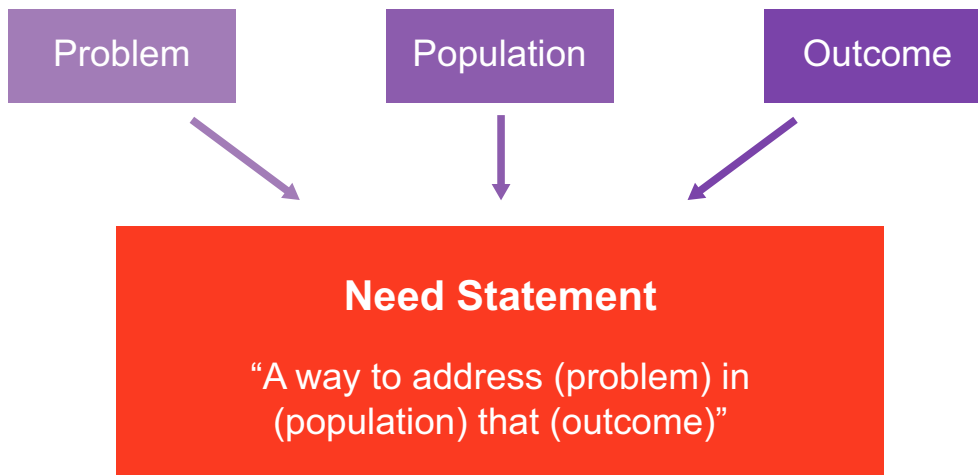 Problem
Population
Outcome
Need Statement
“A way to address (problem) in
(population) that (outcome)”